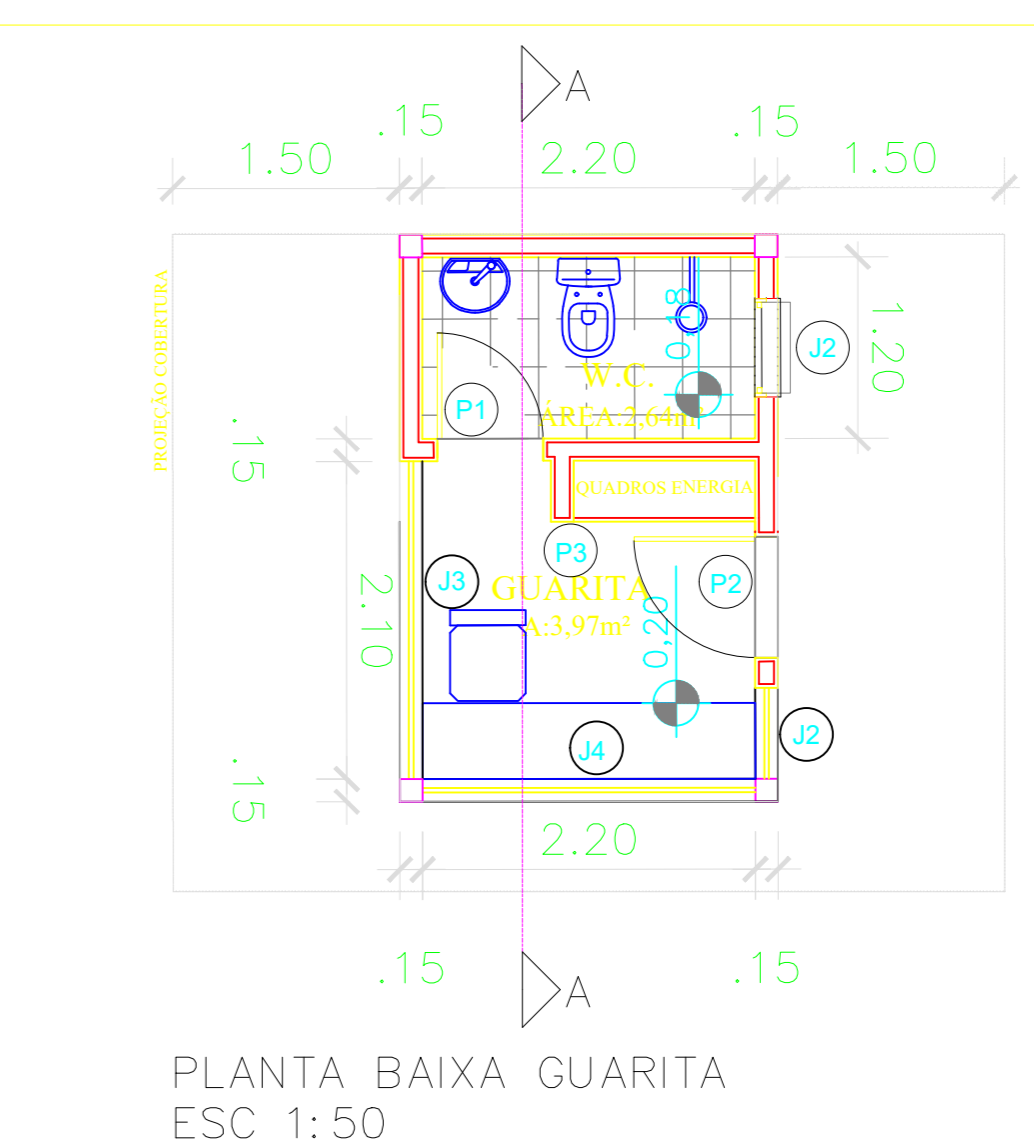 A
.15
.15
1.50
2.20
1.50
PROJEÇÃO COBERTURA
0,18
J2
1.20
W.C.
P1
ÁREA:2,64m²
.15
QUADROS ENERGIA
P3
J3
GUARITA
P2
A:3,97m²
2.10
0,20
J4
J2
.15
2.20
.15
.15
A
PLANTA BAIXA GUARITA
ESC 1:50